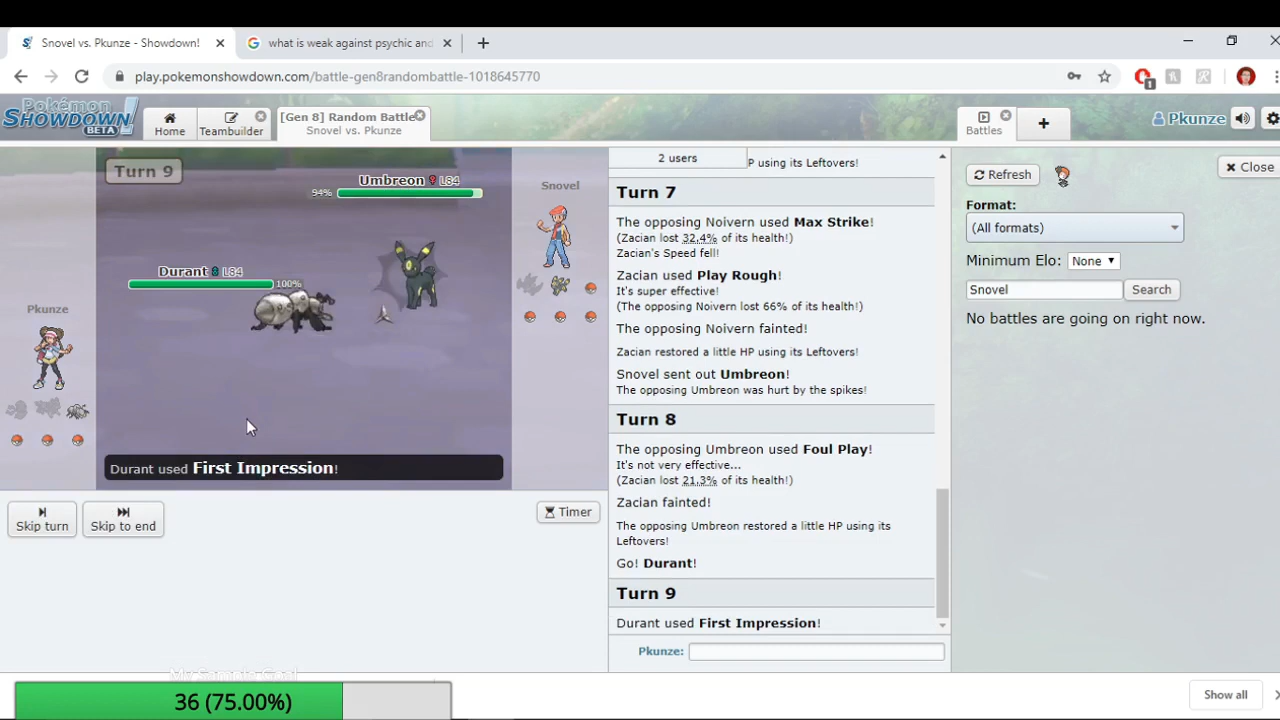 Snovel vs. Pkunze - Showdown!
what is weak against psychic and
play.pokemonshowdown.com/battle-gen8randombattle-1018645770
1
Pokémon
SHOWDOWN!
BETA
Home
Teambuilder
[Gen 8] Random Battle
Snovel vs. Pkunze
Battles
Pkunze
Turn 9
Umbreon L84
94%
Durant L84
100%
Pkunze
Snovel
Durant used First Impression!
Skip turn
Skip to end
Timer
2 users
P using its Leftovers!
Turn 7
The opposing Noivern used Max Strike!
(Zacian lost 32.4% of its health!)
Zacian's Speed fell!
Zacian used Play Rough!
It's super effective!
(The opposing Noivern lost 66% of its health!)
The opposing Noivern fainted!
Zacian restored a little HP using its Leftovers!
Snovel sent out Umbreon!
The opposing Umbreon was hurt by the spikes!
Turn 8
The opposing Umbreon used Foul Play!
It's not very effective...
(Zacian lost 21.3% of its health!)
Zacian fainted!
The opposing Umbreon restored a little HP using its
Leftovers!
Go! Durant!
Turn 9
Durant used First Impression!
Pkunze:
Refresh
Close
Format:
(All formats)
Minimum Elo: None
Snovel
Search
No battles are going on right now.
My Sample Goal
36 (75.00%)
Show all